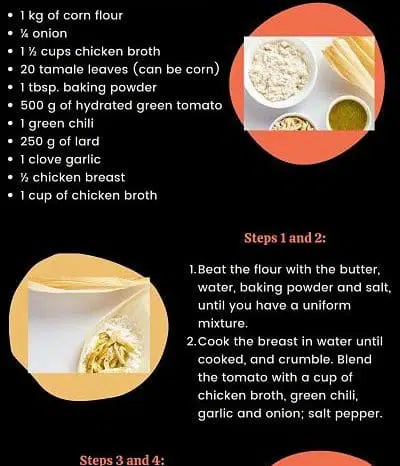 1 kg of corn flour
¼ onion
1 ½ cups chicken broth
20 tamale leaves (can be corn)
1 tbsp. baking powder
500 g of hydrated green tomato
1 green chili
250 g of lard
1 clove garlic
½ chicken breast
1 cup of chicken broth
Steps 1 and 2:
1.Beat the flour with the butter,
water, baking powder and salt,
until you have a uniform
mixture.
2.Cook the breast in water until
cooked, and crumble. Blend
the tomato with a cup of
chicken broth, green chili,
garlic and onion; salt pepper.
Steps 3 and 4: